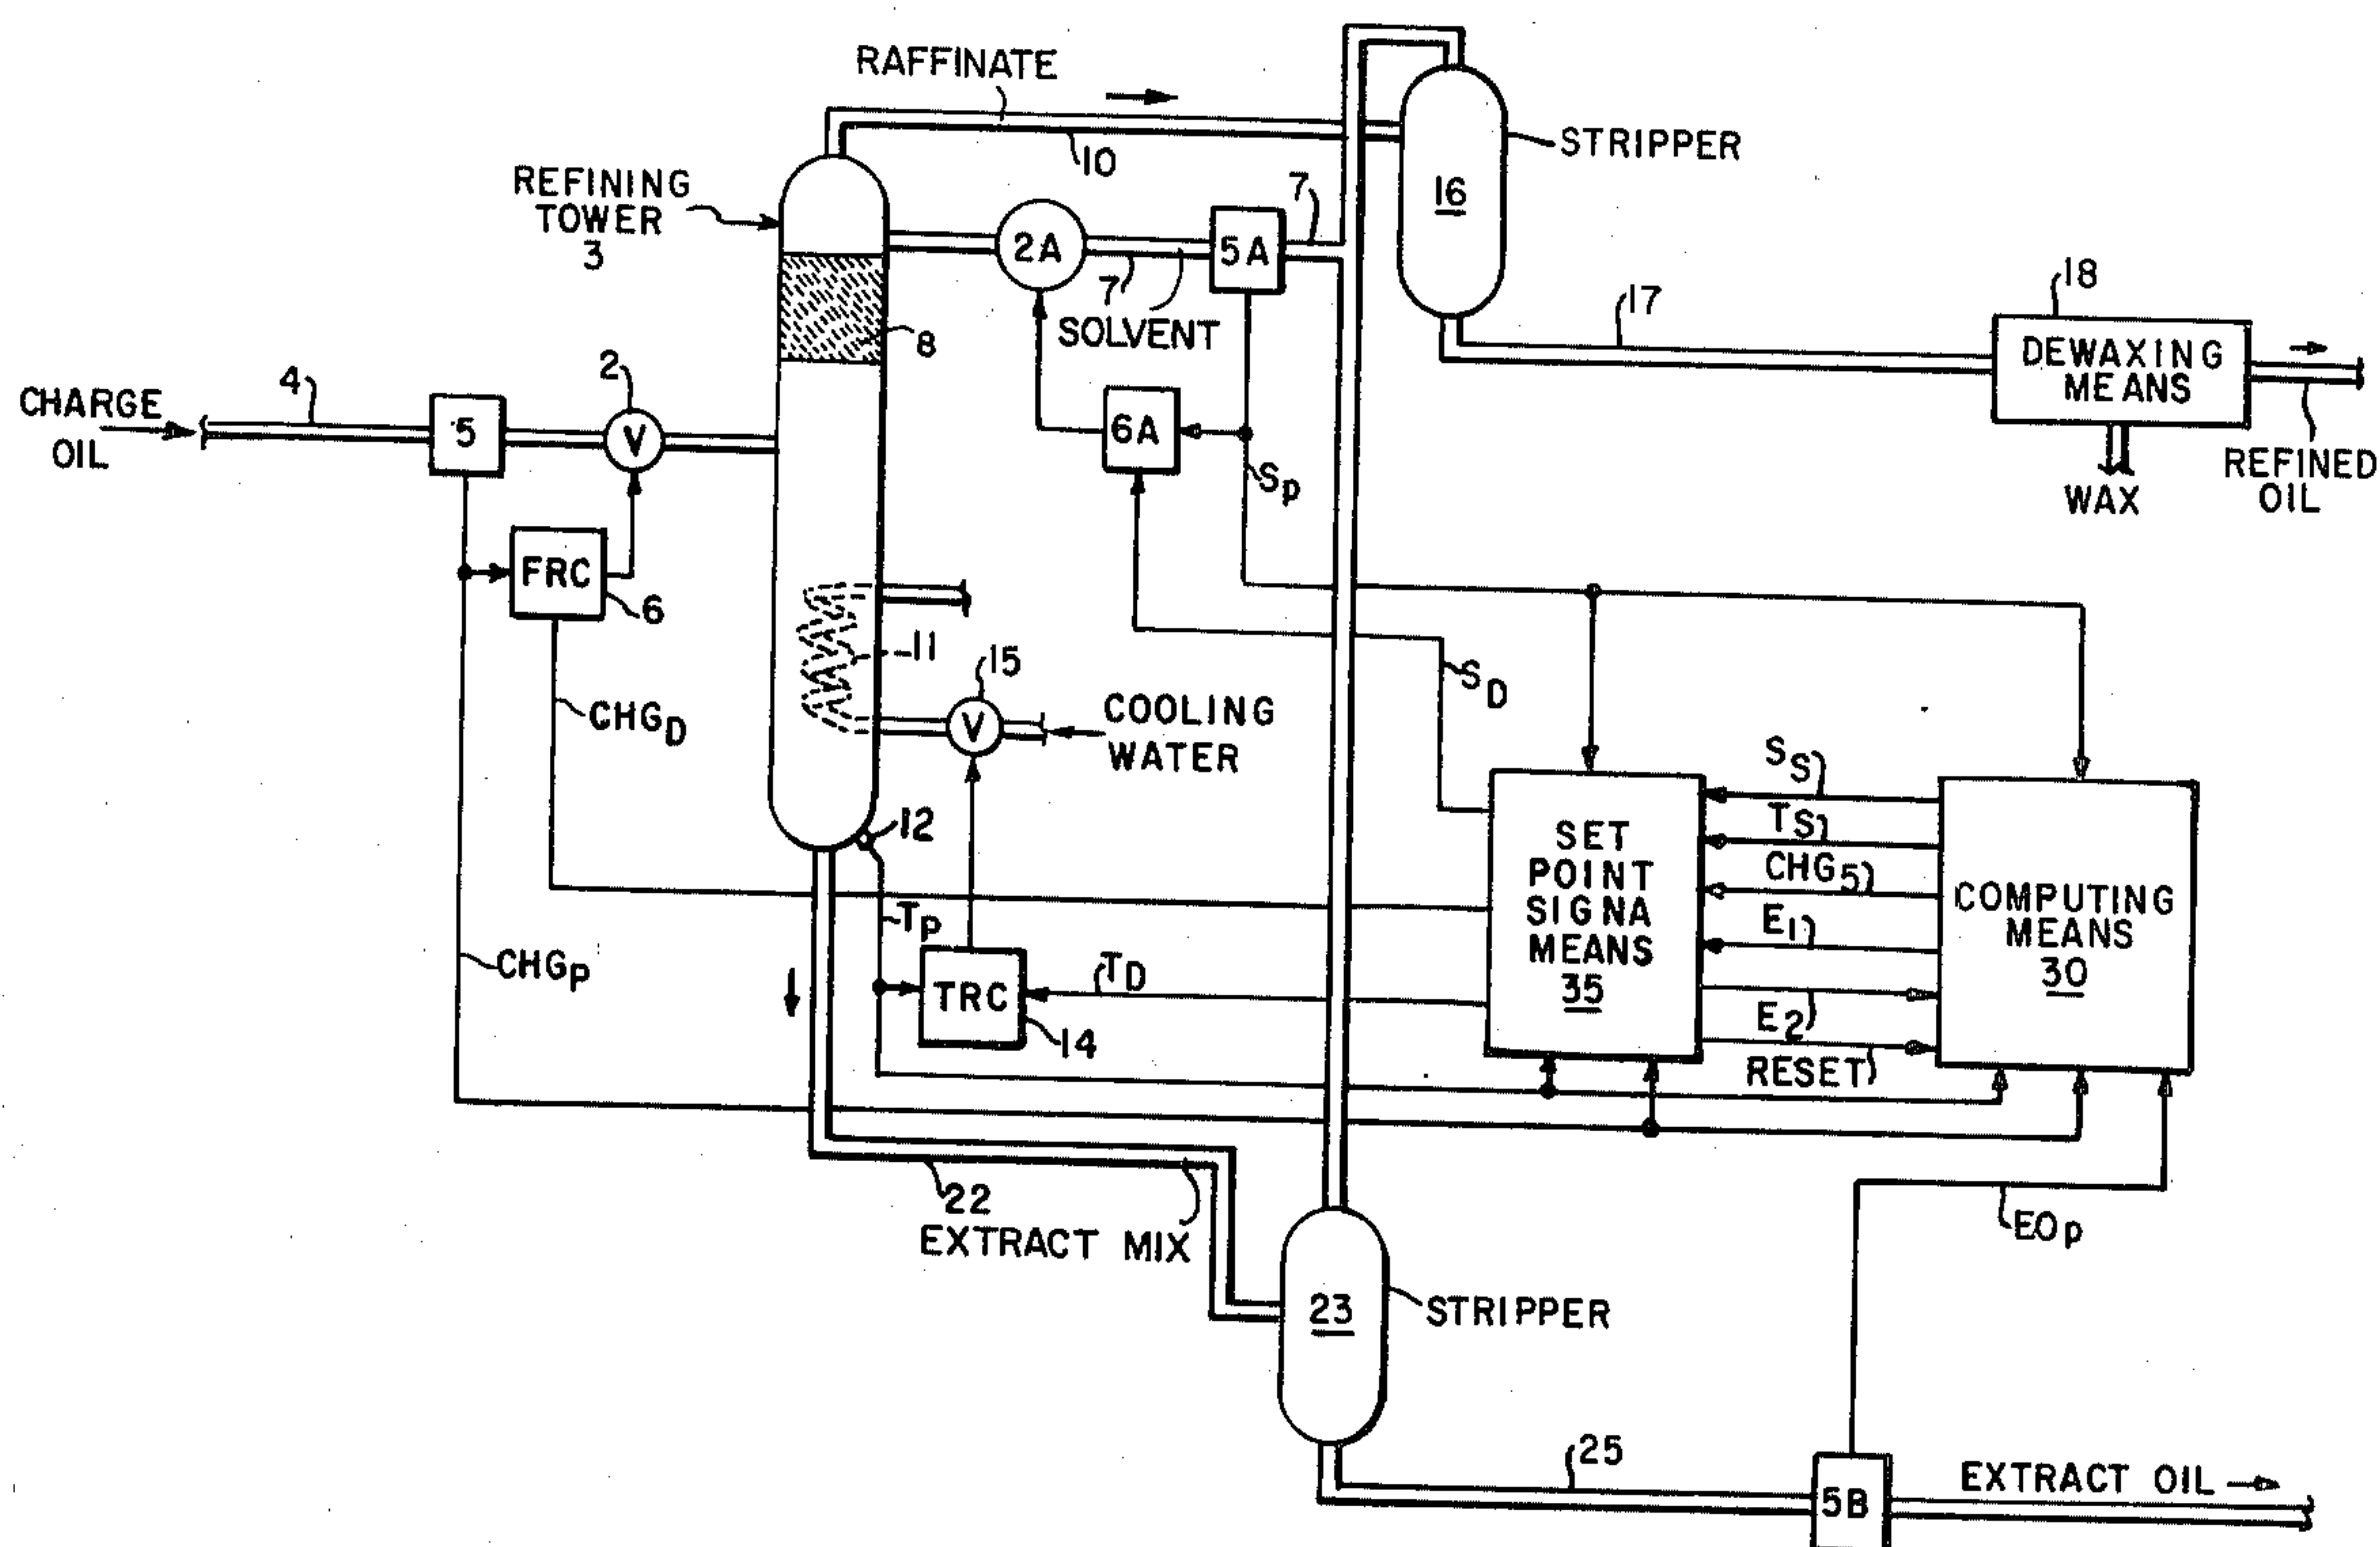 RAFFINATE
10
STRIPPER
16
REFINING
TOWER
3
2A
7
5A
7
SOLVENT
8
17
18
DEWAXING
MEANS
WAX
REFINED
OIL
CHARGE
OIL
4
5
2
V
6A
Sp
FRC
6
11
15
V
COOLING
WATER
SD
CHGD
12
Tp
CHGp
TRC
14
TD
SET
POINT
SIGNA
MEANS
35
SS
TS
CHG5
E1
E2
RESET
COMPUTING
MEANS
30
22
EXTRACT MIX
23
STRIPPER
EOp
25
5B
EXTRACT OIL